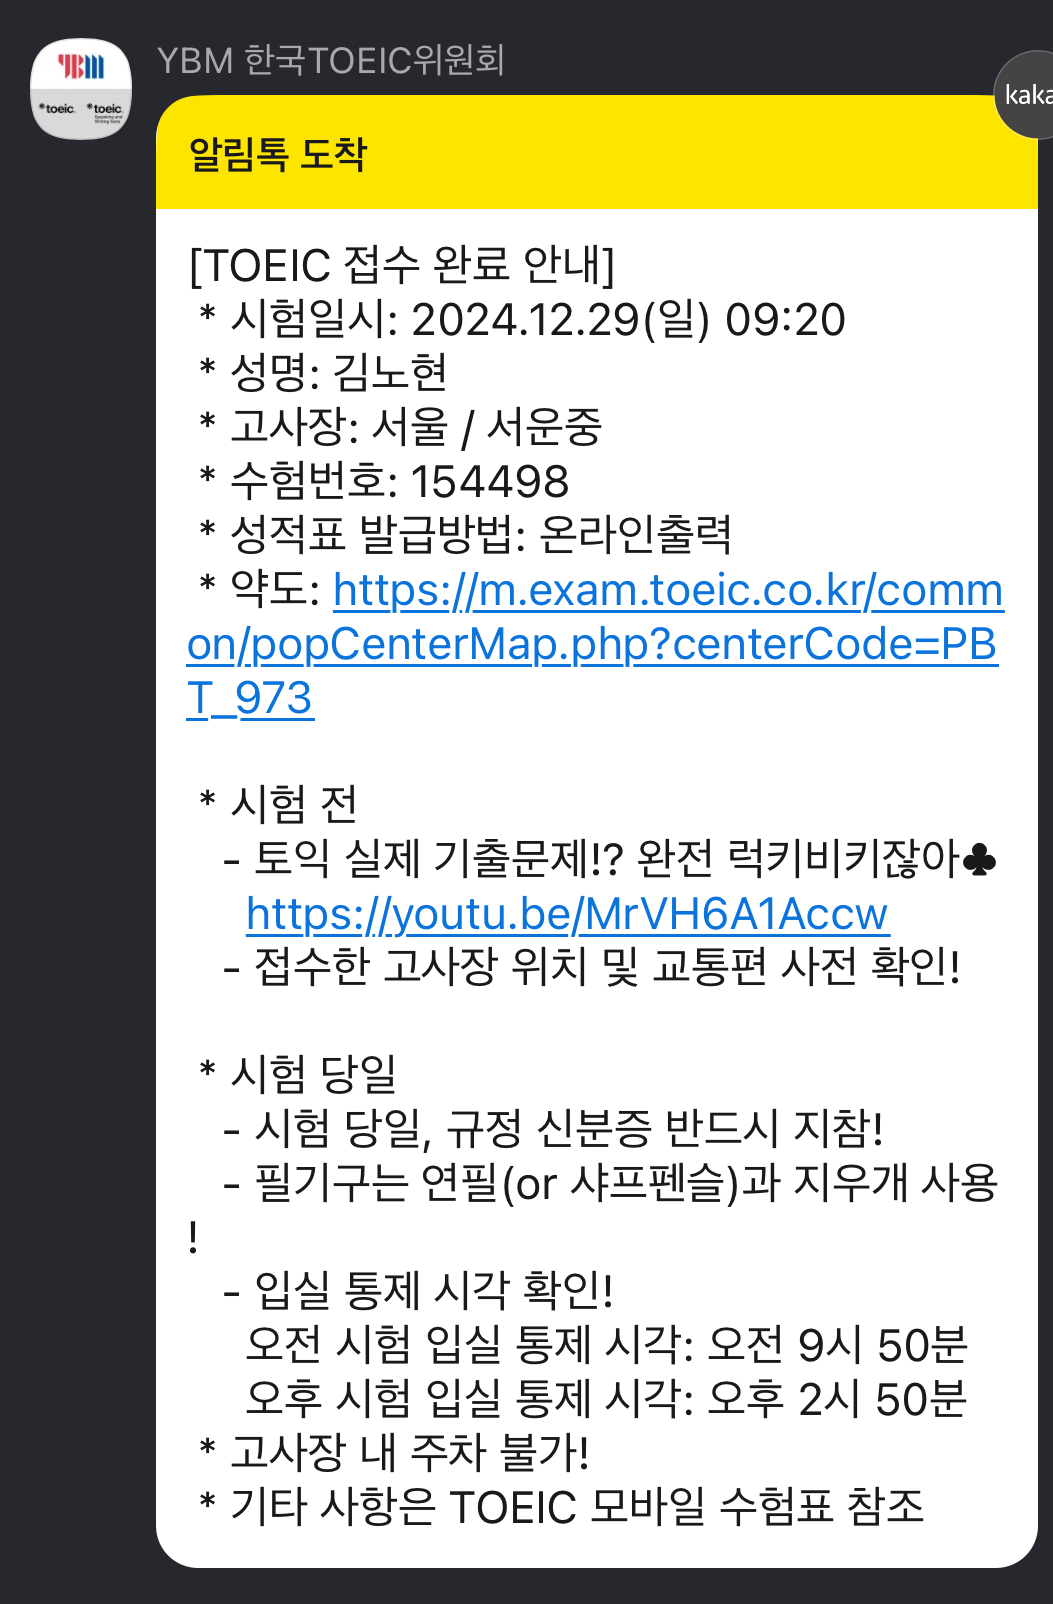 YBM
toeic. toeic.
Speaking and
Writing tests
YBM 한국TOEIC위원회
kaka
알림톡 도착
[TOEIC 접수 완료 안내]
* 시험일시: 2024.12.29(일) 09:20
* 성명: 김노현
* 고사장: 서울 / 서운중
* 수험번호: 154498
* 성적표 발급방법: 온라인출력
* 약도: https://m.exam.toeic.co.kr/comm
on/popCenterMap.php?centerCode=PB
T_973
* 시험 전
- 토익 실제 기출문제!? 완전 럭키비키잖아♣
https://youtu.be/MrVH6A1Accw
- 접수한 고사장 위치 및 교통편 사전 확인!
* 시험 당일
- 시험 당일, 규정 신분증 반드시 지참!
- 필기구는 연필(or 샤프펜슬)과 지우개 사용
!
- 입실 통제 시각 확인!
오전 시험 입실 통제 시각: 오전 9시 50분
오후 시험 입실 통제 시각: 오후 2시 50분
* 고사장 내 주차 불가!
* 기타 사항은 TOEIC 모바일 수험표 참조